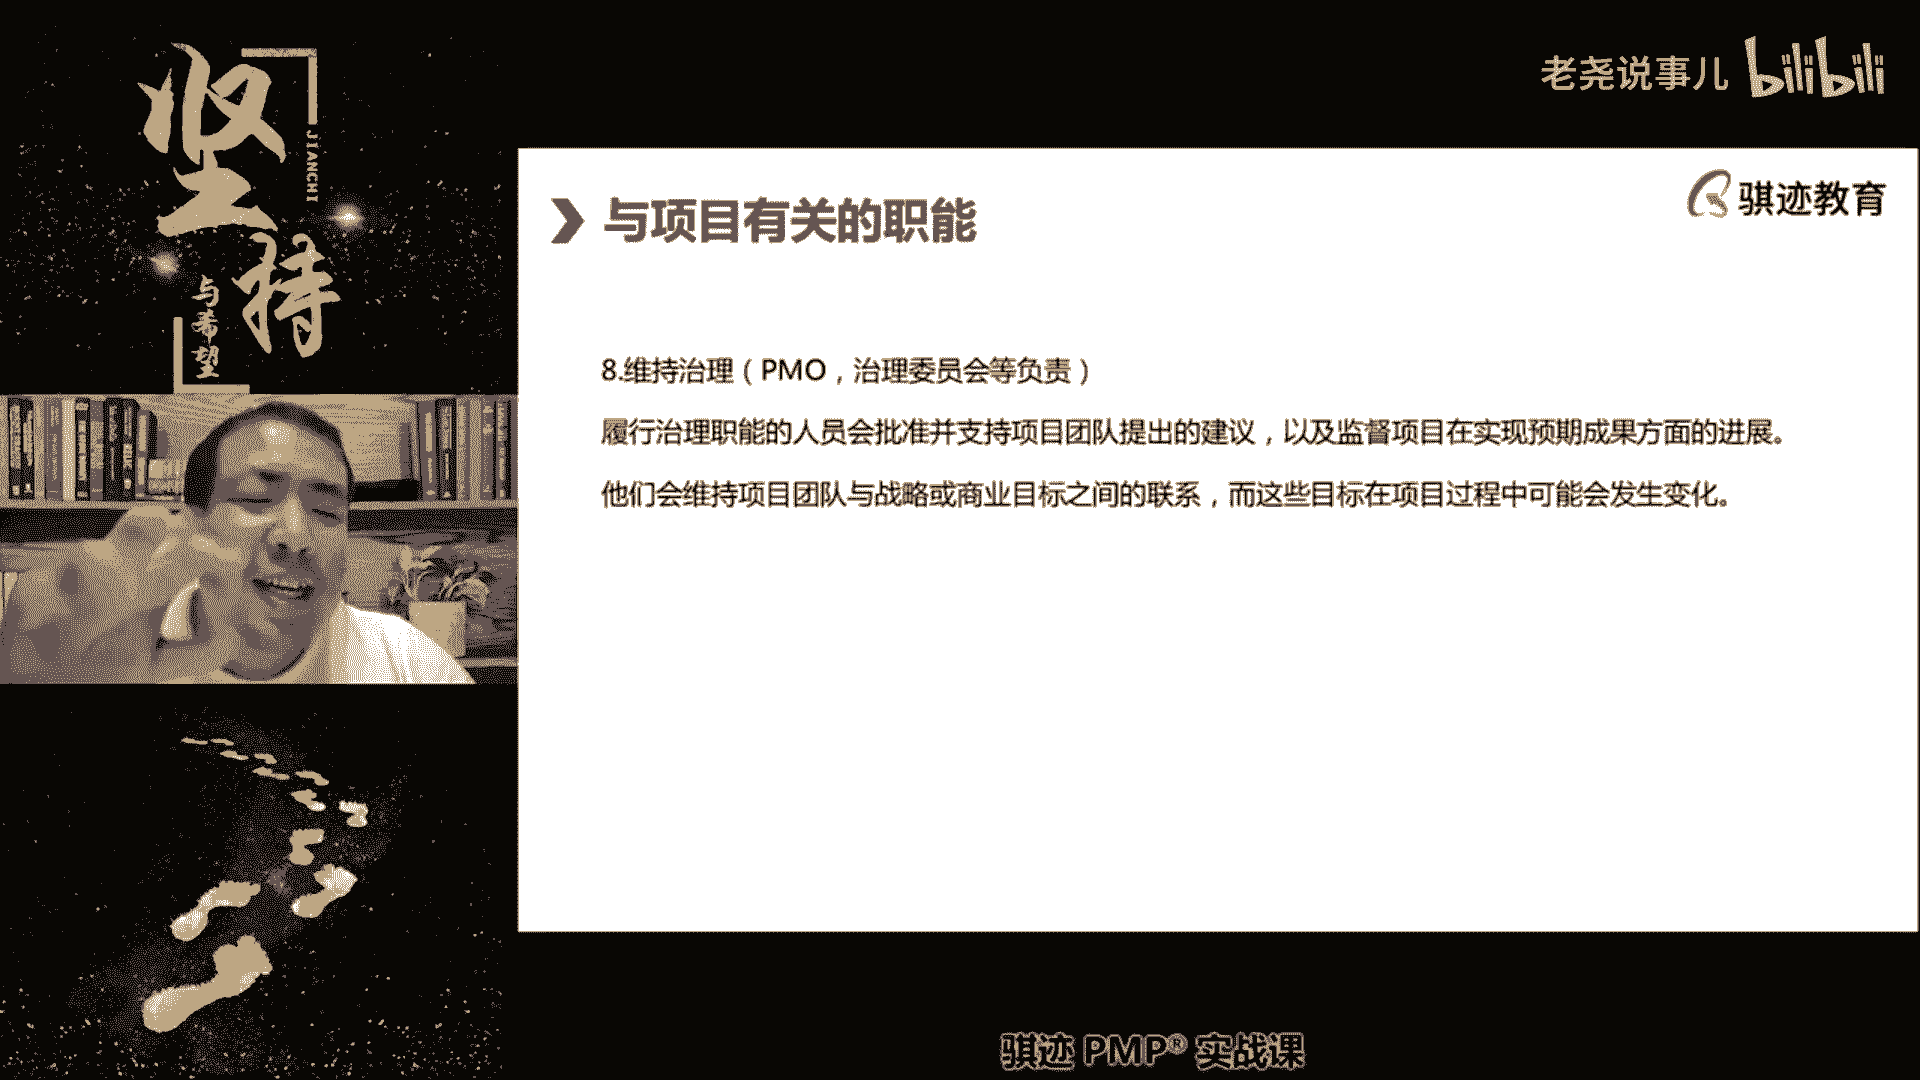 坚持
JIANCHI
与希望
老尧说事儿 bilibili
骐迹教育
与项目有关的职能
8.维持治理（PMO，治理委员会等负责）
履行治理职能的人员会批准并支持项目团队提出的建议，以及监督项目在实现预期成果方面的进展。
他们会维持项目团队与战略或商业目标之间的联系，而这些目标在项目过程中可能会发生变化。
骐迹 PMP® 实战课